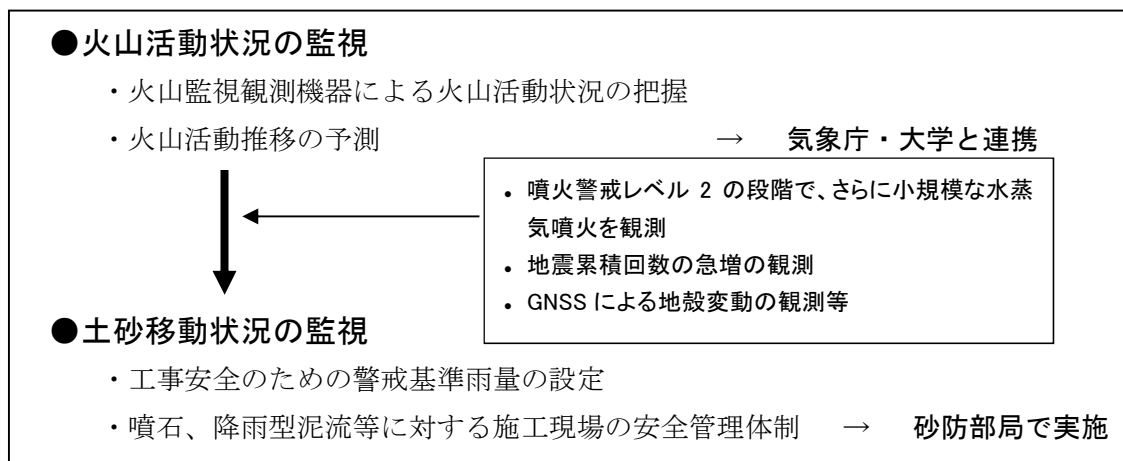 ●火山活動状況の監視
・火山監視観測機器による火山活動状況の把握
・火山活動推移の予測 → 気象庁・大学と連携
• 噴火警戒レベル 2 の段階で、さらに小規模な水蒸
気噴火を観測
• 地震累積回数の急増の観測
• GNSS による地殻変動の観測等
●土砂移動状況の監視
・工事安全のための警戒基準雨量の設定
・噴石、降雨型泥流等に対する施工現場の安全管理体制 → 砂防部局で実施